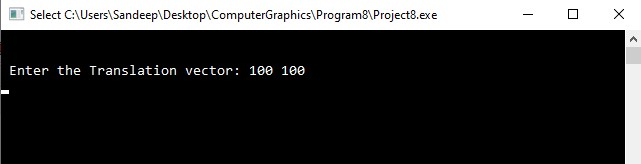 Select C:\Users\Sandeep\Desktop\ComputerGraphics\Program8\Project8.exe
Enter the Translation vector: 100 100